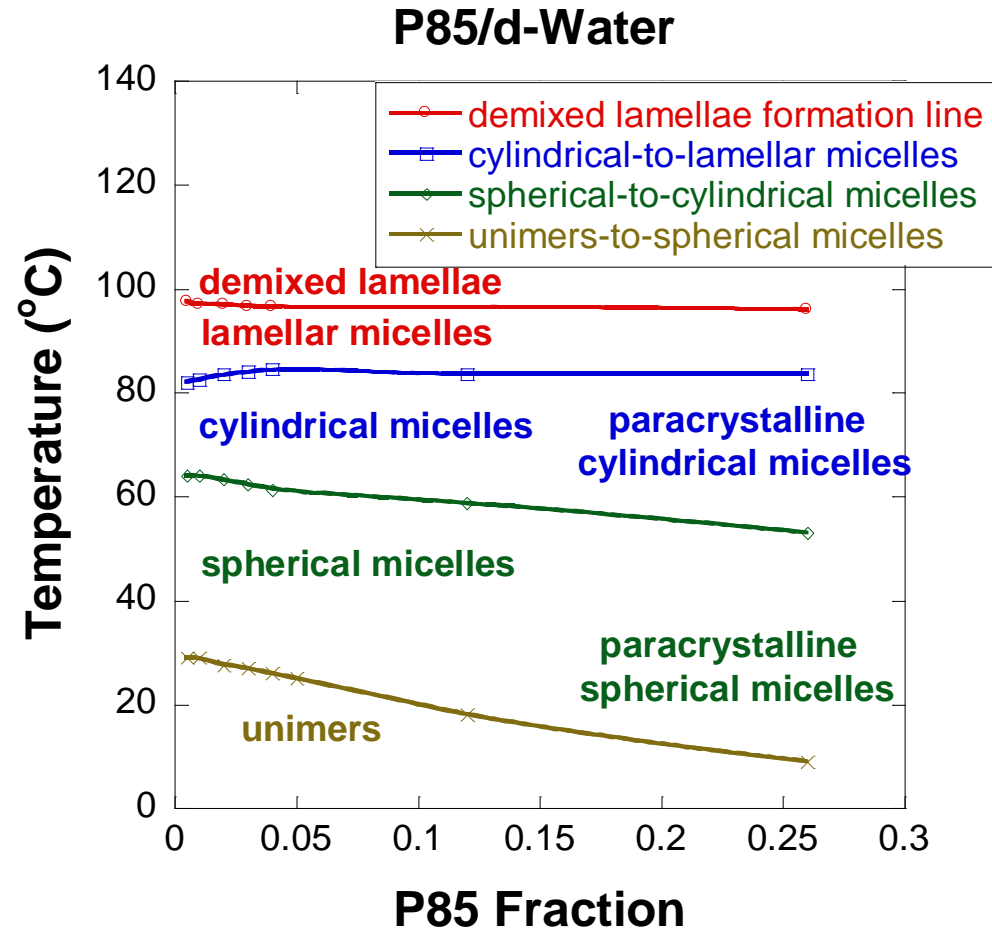 P85/d-Water
140
120
100
80
60
40
20
0
Temperature (°C)
demixed lamellae formation line
cylindrical-to-lamellar micelles
spherical-to-cylindrical micelles
unimers-to-spherical micelles
demixed lamellae
lamellar micelles
cylindrical micelles
paracrystalline
cylindrical micelles
spherical micelles
paracrystalline
spherical micelles
unimers
0 0.05 0.1 0.15 0.2 0.25 0.3
P85 Fraction